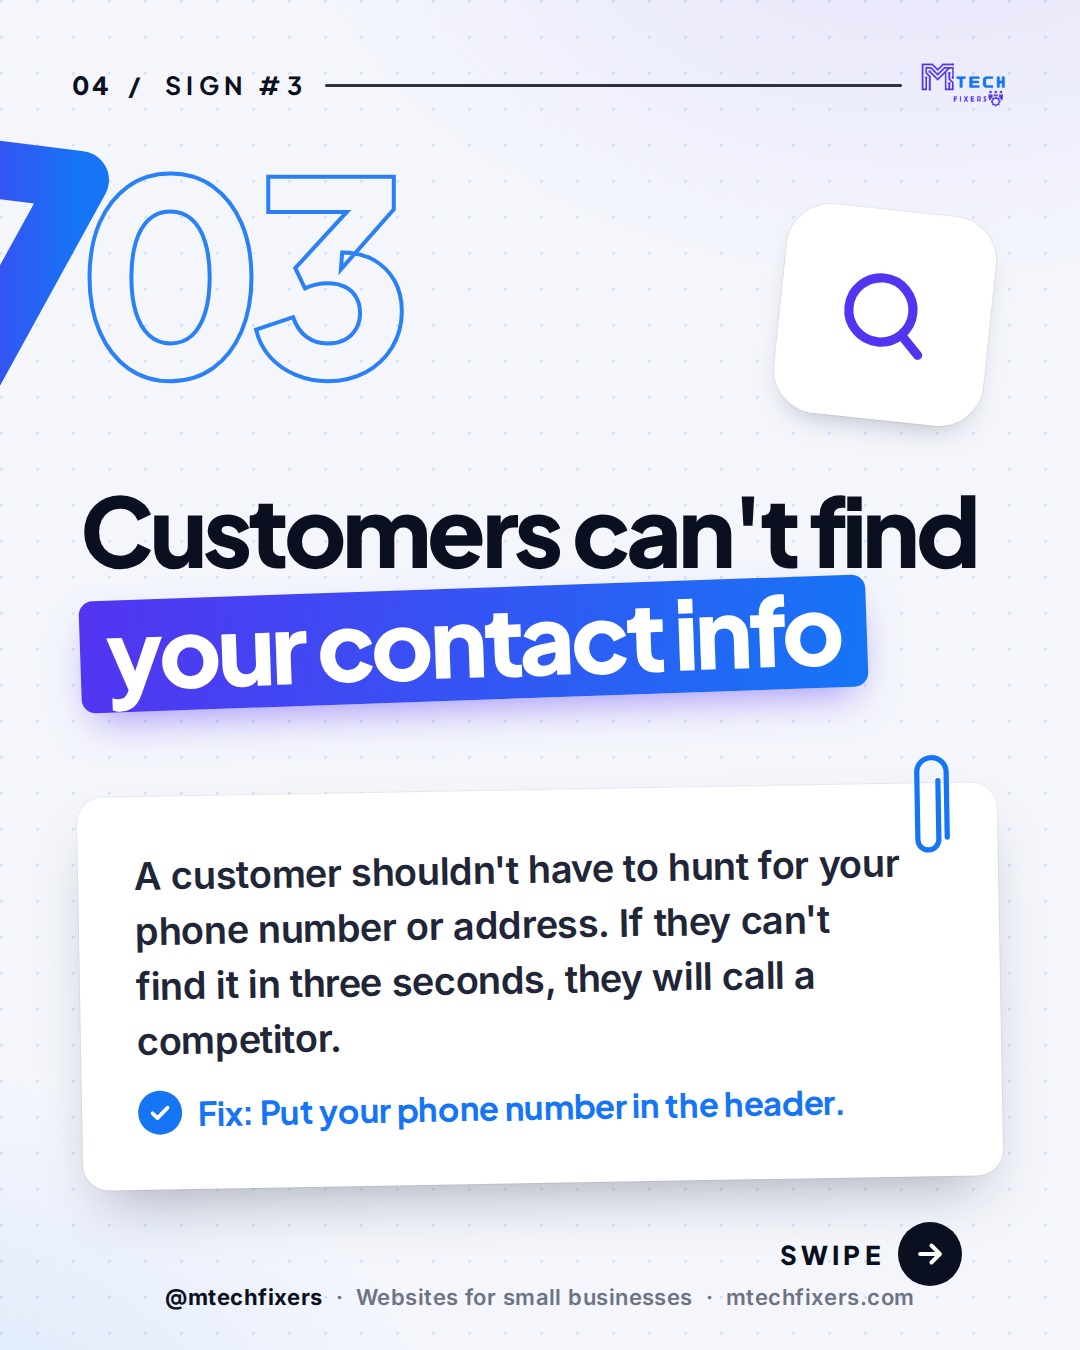 04 / SIGN #3
MTECH
FIXERS
7
03
Customers can't find
your contact info
A customer shouldn't have to hunt for your
phone number or address. If they can't
find it in three seconds, they will call a
competitor.
Fix: Put your phone number in the header.
SWIPE
@mtechfixers · Websites for small businesses · mtechfixers.com